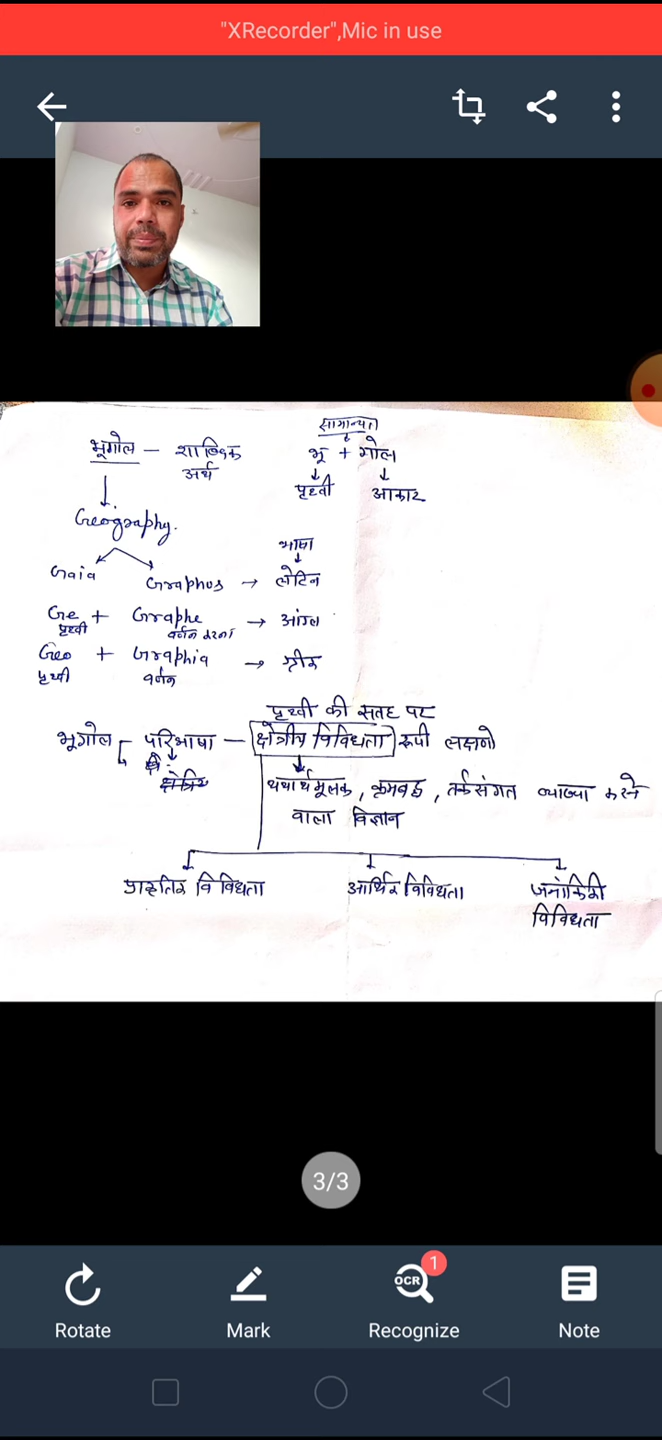 "XRecorder",Mic in use
सामान्य
भूगोल – शाब्दिक अर्थ
भू + गोल
पृथ्वी आकार
Geography.
भाषा
Gaia Graphos → लेटिन
Ge + Graphe → आंग्ल
पृथ्वी वर्णन करना
Geo + Graphia → ग्रीक
पृथ्वी वर्णन
पृथ्वी की सतह पर
भूगोल परिभाषा – क्षेत्रीय विविधता रूपी लक्षणो
यथार्थमूलक, क्रमबद्ध, तर्कसंगत व्याख्या करने
वाला विज्ञान
प्राकृतिक विविधता आर्थिक विविधता जनांकिकी
विविधता
3/3
1
OCR
Rotate Mark Recognize Note